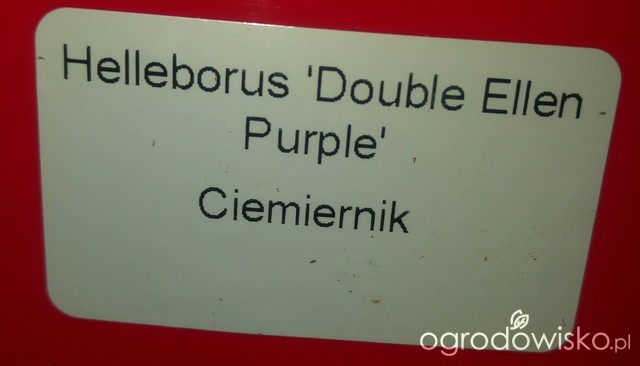 Helleborus 'Double Ellen
Purple'
Ciemiernik
ogrodowisko.pl